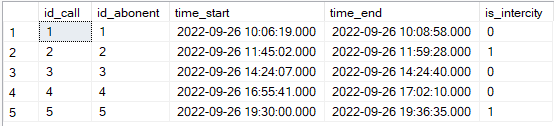 id_call id_abonent time_start time_end is_intercity
1 1 1 2022-09-26 10:06:19.000 2022-09-26 10:08:58.000 0
2 2 2 2022-09-26 11:45:02.000 2022-09-26 11:59:28.000 1
3 3 3 2022-09-26 14:24:07.000 2022-09-26 14:24:40.000 0
4 4 4 2022-09-26 16:55:41.000 2022-09-26 17:02:10.000 0
5 5 5 2022-09-26 19:30:00.000 2022-09-26 19:36:35.000 1